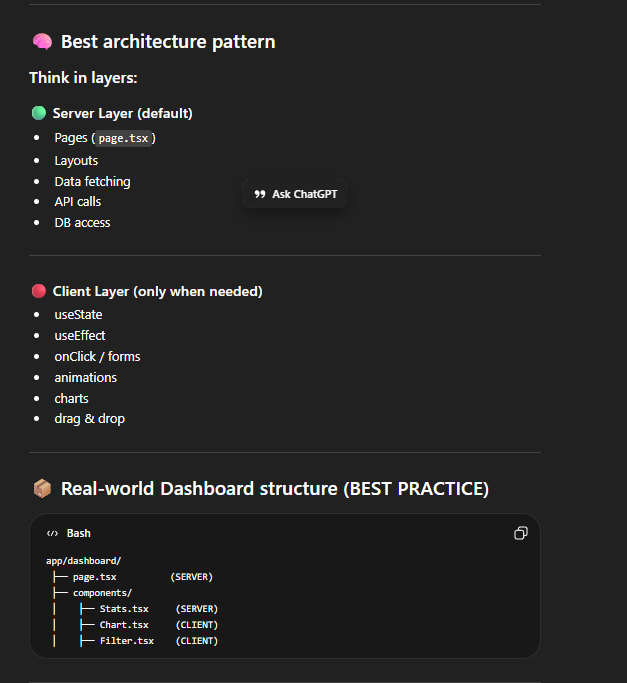 Best architecture pattern
Think in layers:
Server Layer (default)
Pages (page.tsx)
Layouts
Data fetching
Ask ChatGPT
API calls
DB access
Client Layer (only when needed)
useState
useEffect
onClick / forms
animations
charts
drag & drop
Real-world Dashboard structure (BEST PRACTICE)
Bash
app/dashboard/
├── page.tsx (SERVER)
├── components/
│ ├── Stats.tsx (SERVER)
│ ├── Chart.tsx (CLIENT)
│ ├── Filter.tsx (CLIENT)